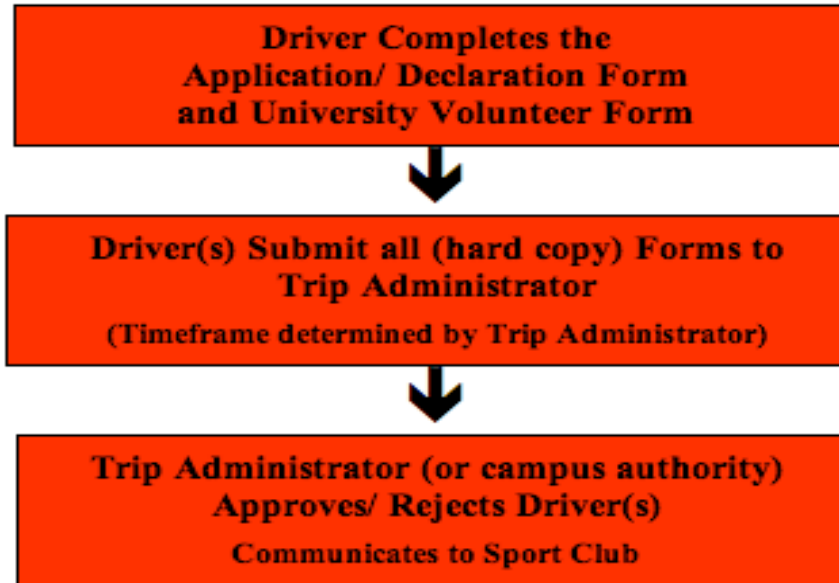 Driver Completes the
Application/ Declaration Form
and University Volunteer Form
Driver(s) Submit all (hard copy) Forms to
Trip Administrator
(Timeframe determined by Trip Administrator)
Trip Administrator (or campus authority)
Approves/ Rejects Driver(s)
Communicates to Sport Club